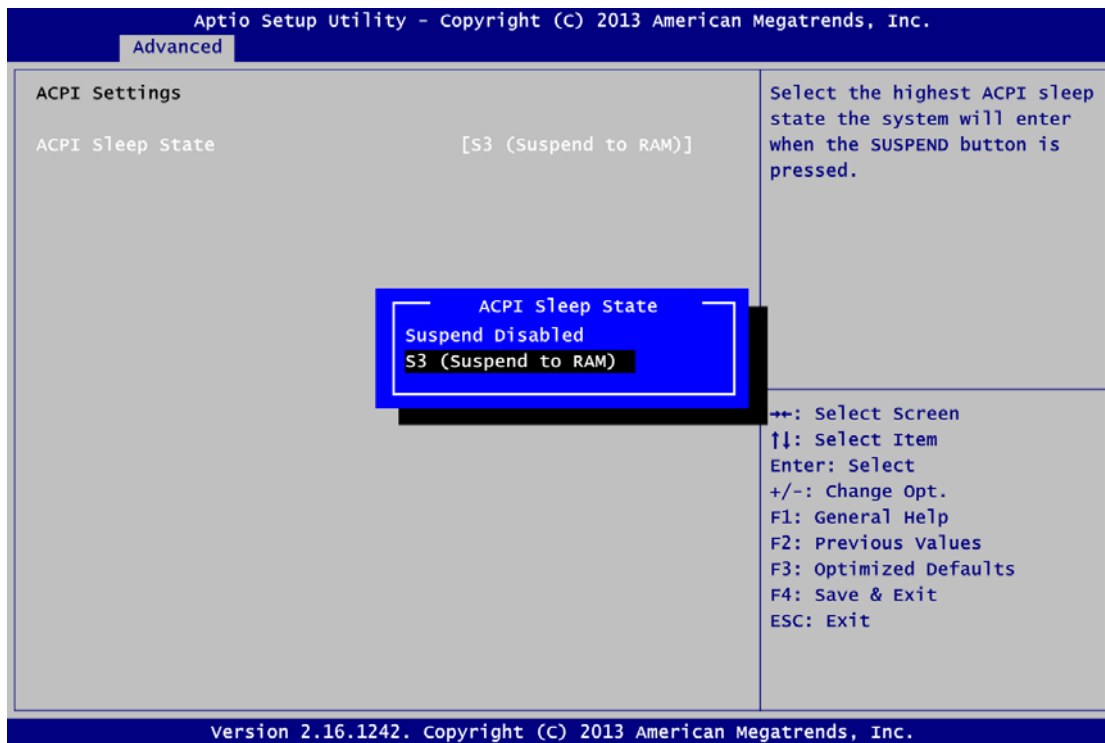 Aptio Setup Utility - Copyright (C) 2013 American Megatrends, Inc.
Advanced
ACPI Settings
ACPI Sleep State [S3 (Suspend to RAM)]
Select the highest ACPI sleep
state the system will enter
when the SUSPEND button is
pressed.
ACPI Sleep State
Suspend Disabled
S3 (Suspend to RAM)
→←: Select Screen
↑↓: Select Item
Enter: Select
+/-: Change Opt.
F1: General Help
F2: Previous Values
F3: Optimized Defaults
F4: Save & Exit
ESC: Exit
Version 2.16.1242. Copyright (C) 2013 American Megatrends, Inc.